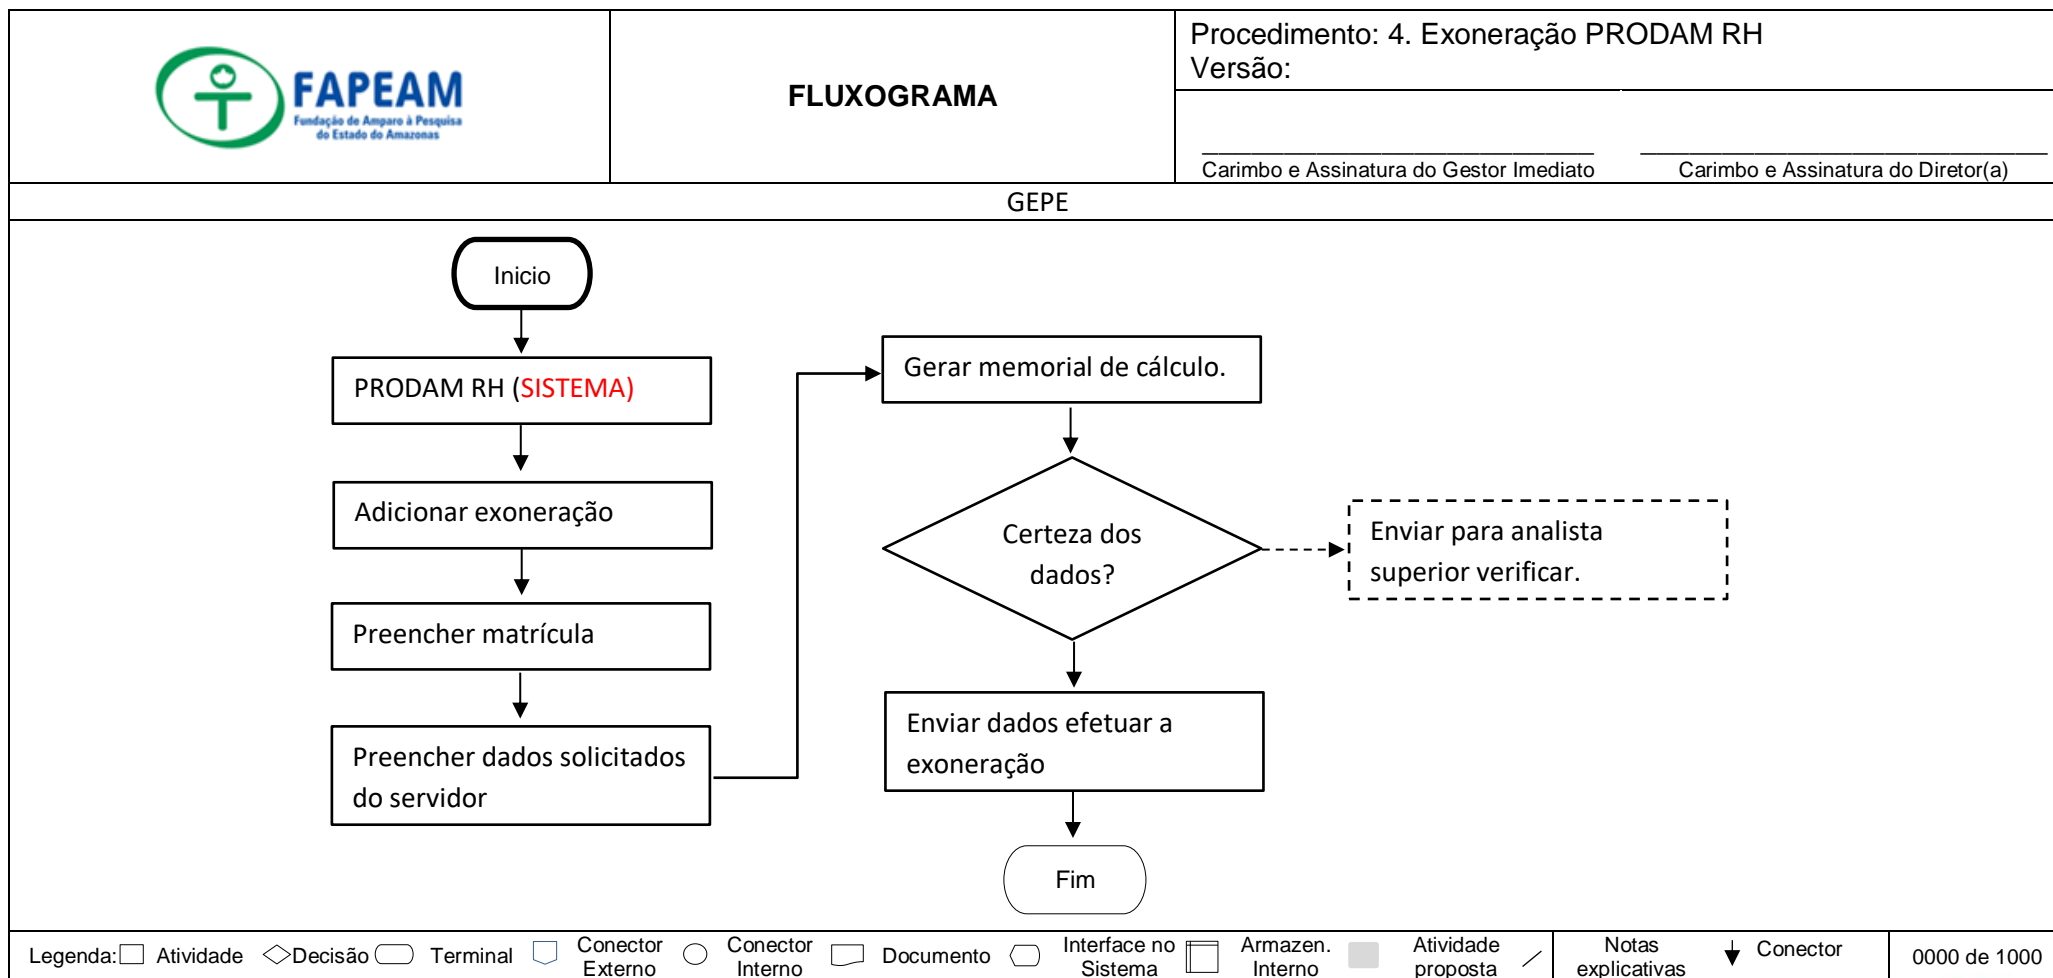 FAPEAM
Fundação de Amparo à Pesquisa
do Estado do Amazonas
FLUXOGRAMA
Procedimento: 4. Exoneração PRODAM RH
Versão:
Carimbo e Assinatura do Gestor Imediato
Carimbo e Assinatura do Diretor(a)
GEPE
Inicio
PRODAM RH (SISTEMA)
Adicionar exoneração
Preencher matrícula
Preencher dados solicitados
do servidor
Gerar memorial de cálculo.
Certeza dos
dados?
Enviar para analista
superior verificar.
Enviar dados efetuar a
exoneração
Fim
Legenda:
Atividade
Decisão
Terminal
Conector
Externo
Conector
Interno
Documento
Interface no
Sistema
Armazen.
Interno
Atividade
proposta
Notas
explicativas
Conector
0000 de 1000